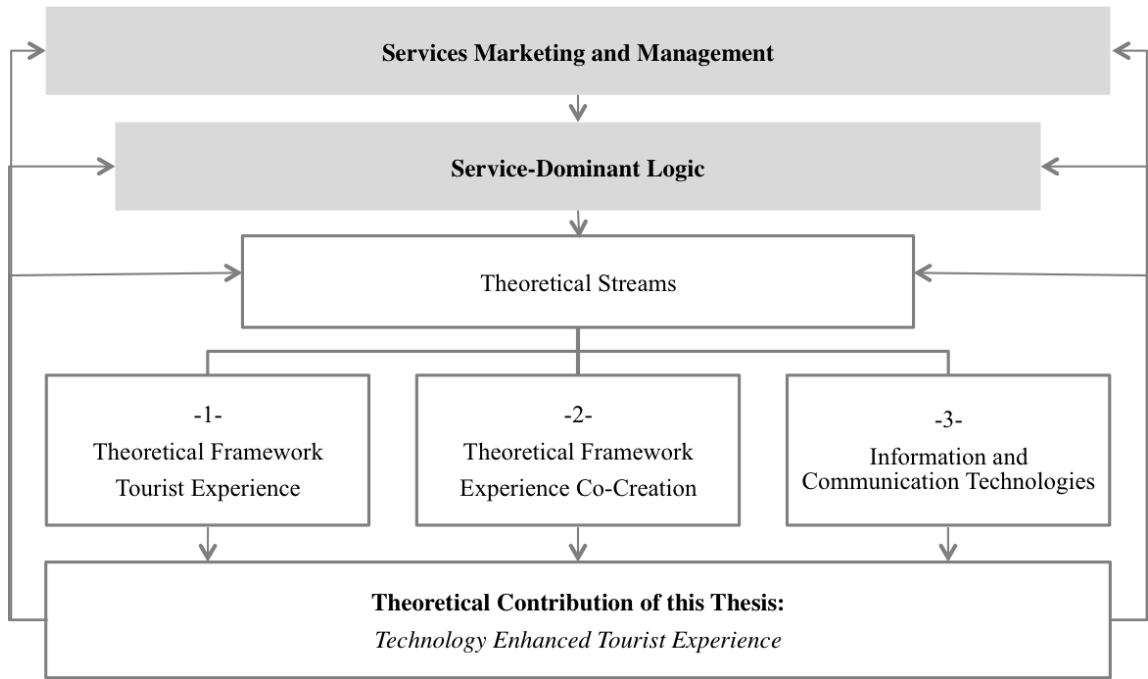 Services Marketing and Management
Service-Dominant Logic
Theoretical Streams
-1-
Theoretical Framework
Tourist Experience
-2-
Theoretical Framework
Experience Co-Creation
-3-
Information and
Communication Technologies
Theoretical Contribution of this Thesis:
Technology Enhanced Tourist Experience